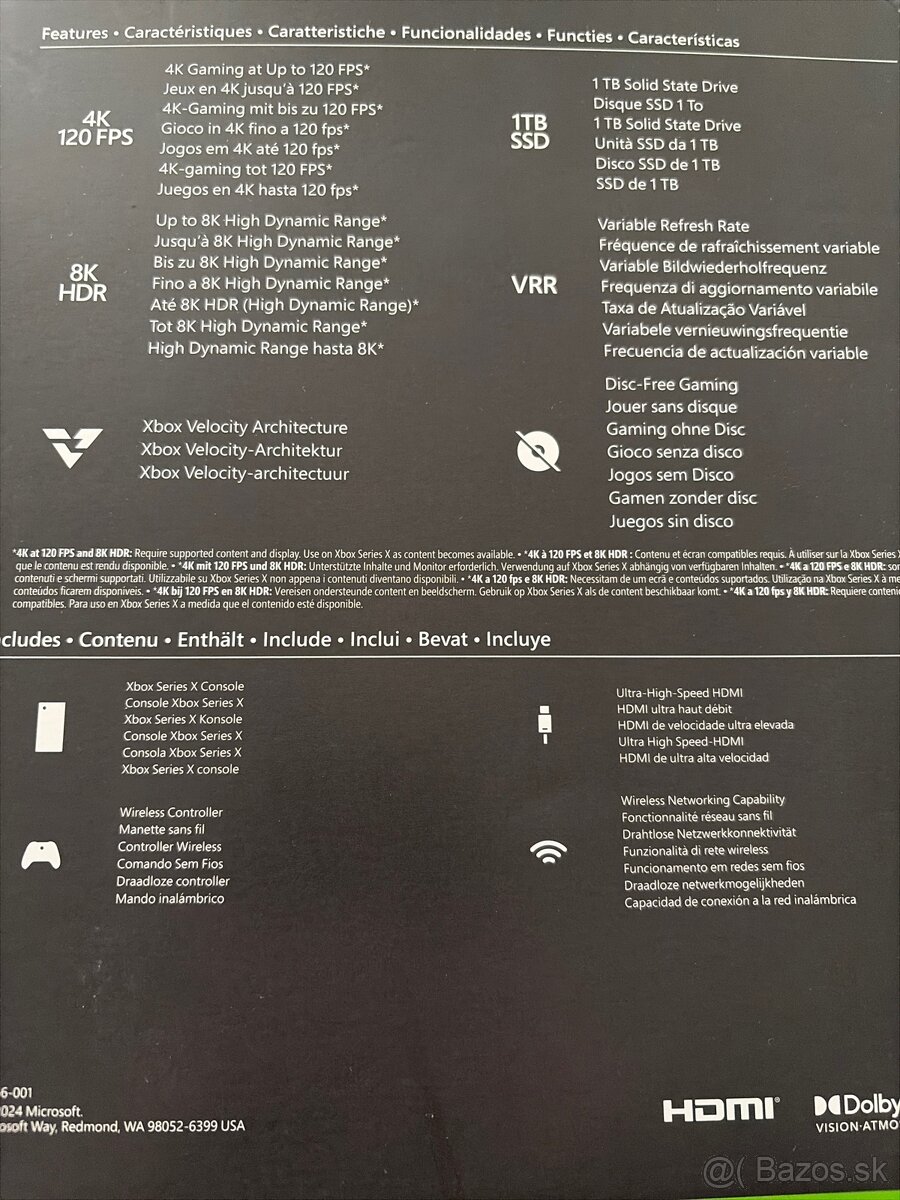 Features • Caractéristiques • Caratteristiche • Funcionalidades • Functies • Características
4K
120 FPS
4K Gaming at Up to 120 FPS*
Jeux en 4K jusqu'à 120 FPS*
4K-Gaming mit bis zu 120 FPS*
Gioco in 4K fino a 120 fps*
Jogos em 4K até 120 fps*
4K-gaming tot 120 FPS*
Juegos en 4K hasta 120 fps*
1TB
SSD
1 TB Solid State Drive
Disque SSD 1 To
1 TB Solid State Drive
Unità SSD da 1 TB
Disco SSD de 1 TB
SSD de 1 TB
8K
HDR
Up to 8K High Dynamic Range*
Jusqu'à 8K High Dynamic Range*
Bis zu 8K High Dynamic Range*
Fino a 8K High Dynamic Range*
Até 8K HDR (High Dynamic Range)*
Tot 8K High Dynamic Range*
High Dynamic Range hasta 8K*
VRR
Variable Refresh Rate
Fréquence de rafraîchissement variable
Variable Bildwiederholfrequenz
Frequenza di aggiornamento variabile
Taxa de Atualização Variável
Variabele vernieuwingsfrequentie
Frecuencia de actualización variable
Xbox Velocity Architecture
Xbox Velocity-Architektur
Xbox Velocity-architectuur
Disc-Free Gaming
Jouer sans disque
Gaming ohne Disc
Gioco senza disco
Jogos sem Disco
Gamen zonder disc
Juegos sin disco
*4K at 120 FPS and 8K HDR: Require supported content and display. Use on Xbox Series X as content becomes available. • *4K à 120 FPS et 8K HDR : Contenu et écran compatibles requis. À utiliser sur la Xbox Series X
que le contenu est rendu disponible. • *4K mit 120 FPS und 8K HDR: Unterstützte Inhalte und Monitor erforderlich. Verwendung auf Xbox Series X abhängig von verfügbaren Inhalten. • *4K a 120 FPS e 8K HDR: son
contenuti e schermi supportati. Utilizzabile su Xbox Series X non appena i contenuti diventano disponibili. • *4K a 120 fps e 8K HDR: Necessitam de um ecrã e conteúdos suportados. Utilização na Xbox Series X à me
conteúdos ficarem disponíveis. • *4K bij 120 FPS en 8K HDR: Vereisen ondersteunde content en beeldscherm. Gebruik op Xbox Series X als de content beschikbaar komt. • *4K a 120 fps y 8K HDR: Requiere conteni
compatibles. Para uso en Xbox Series X a medida que el contenido esté disponible.
cludes • Contenu • Enthält • Include • Inclui • Bevat • Incluye
Xbox Series X Console
Console Xbox Series X
Xbox Series X Konsole
Console Xbox Series X
Consola Xbox Series X
Xbox Series X console
Ultra-High-Speed HDMI
HDMI ultra haut débit
HDMI de velocidade ultra elevada
Ultra High Speed-HDMI
HDMI de ultra alta velocidad
Wireless Controller
Manette sans fil
Controller Wireless
Comando Sem Fios
Draadloze controller
Mando inalámbrico
Wireless Networking Capability
Fonctionnalité réseau sans fil
Drahtlose Netzwerkkonnektivität
Funzionalità di rete wireless
Funcionamento em redes sem fios
Draadloze netwerkmogelijkheden
Capacidad de conexión a la red inalámbrica
6-001
024 Microsoft.
osoft Way, Redmond, WA 98052-6399 USA
HDMI®
Dolby
VISION·ATMO
@( Bazos.sk